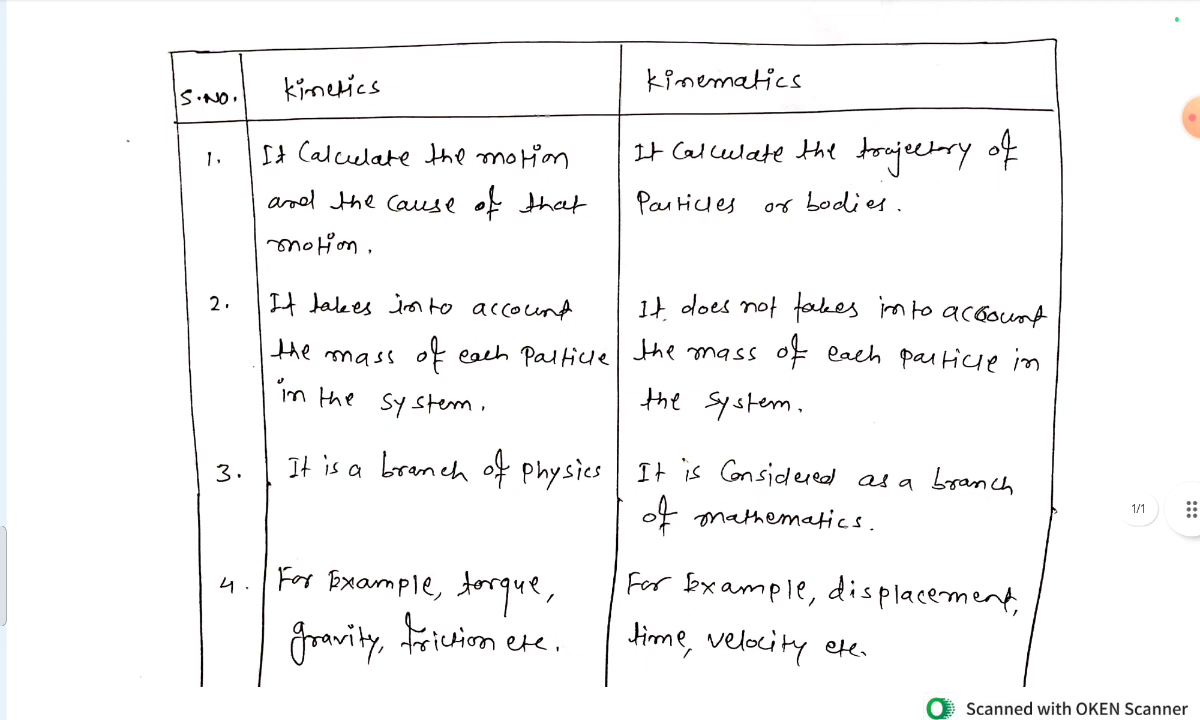 S.NO. Kinetics Kinematics
1. It Calculate the motion It Calculate the trajectory of
and the cause of that Particles or bodies.
motion.
2. It takes into account It does not takes into account
the mass of each Particle the mass of each particle in
in the system. the system.
3. It is a branch of physics It is Considered as a branch
of mathematics.
1/1
4. For Example, torque, For Example, displacement,
gravity, friction etc. time, velocity etc.
Scanned with OKEN Scanner